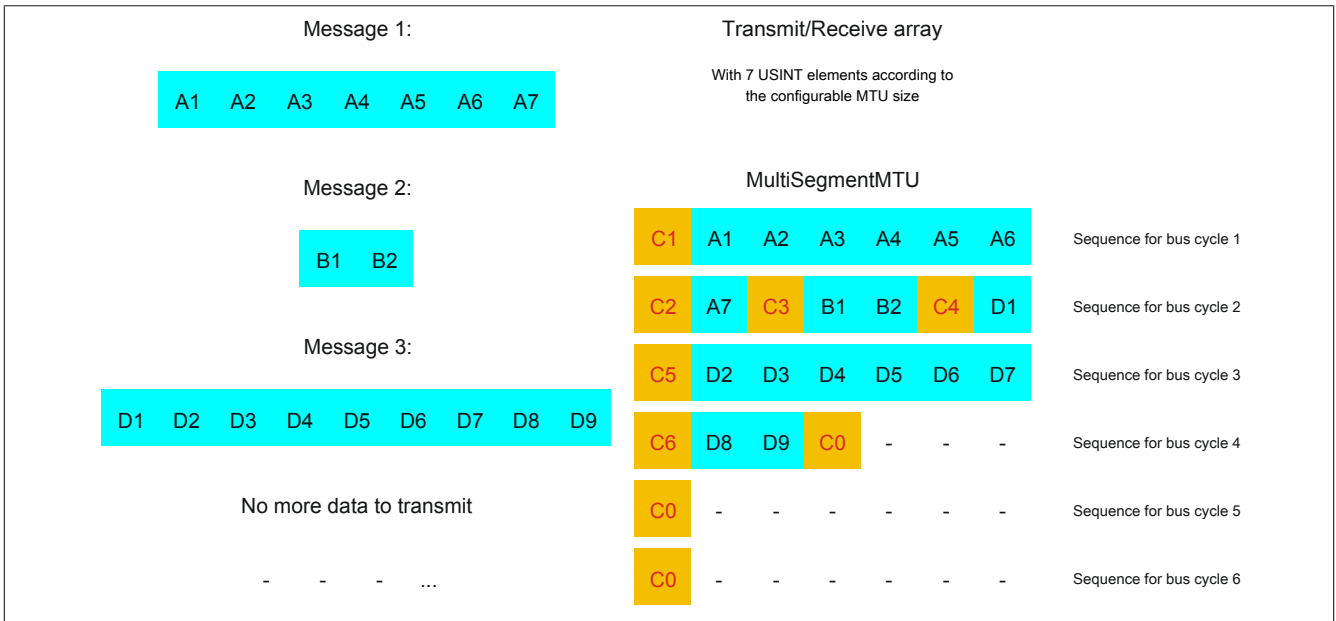 Message 1:
A1 A2 A3 A4 A5 A6 A7
Message 2:
B1 B2
Message 3:
D1 D2 D3 D4 D5 D6 D7 D8 D9
No more data to transmit
- - - ...
Transmit/Receive array
With 7 USINT elements according to
the configurable MTU size
MultiSegmentMTU
C1 A1 A2 A3 A4 A5 A6 Sequence for bus cycle 1
C2 A7 C3 B1 B2 C4 D1 Sequence for bus cycle 2
C5 D2 D3 D4 D5 D6 D7 Sequence for bus cycle 3
C6 D8 D9 C0 - - - Sequence for bus cycle 4
C0 - - - - - - Sequence for bus cycle 5
C0 - - - - - - Sequence for bus cycle 6